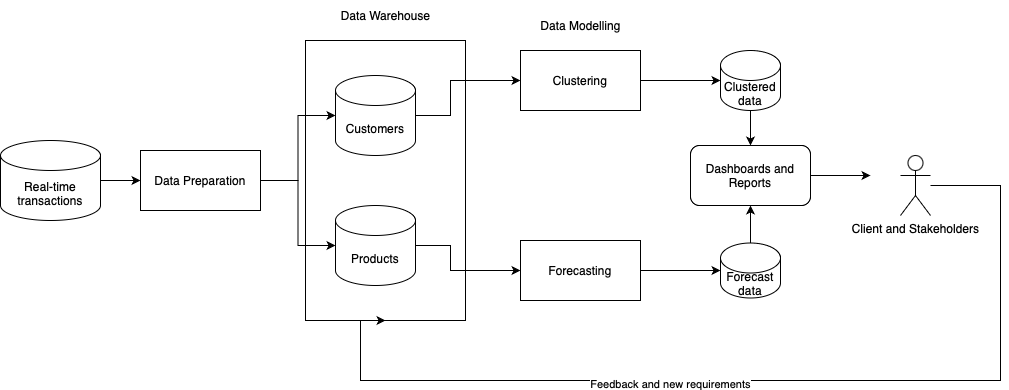 Data Warehouse
Data Modelling
Clustering
Clustered
data
Customers
Real-time
transactions
Data Preparation
Dashboards and
Reports
Client and Stakeholders
Products
Forecasting
Forecast
data
Feedback and new requirements